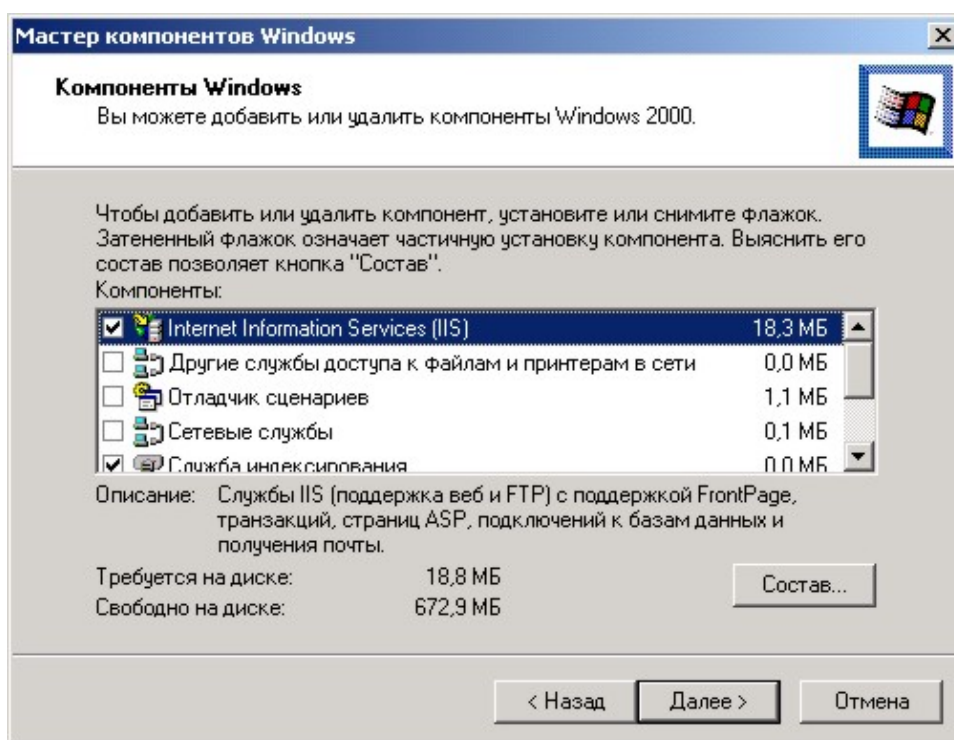 Мастер компонентов Windows
Компоненты Windows
Вы можете добавить или удалить компоненты Windows 2000.
Чтобы добавить или удалить компонент, установите или снимите флажок.
Затененный флажок означает частичную установку компонента. Выяснить его
состав позволяет кнопка "Состав".
Компоненты:
Internet Information Services (IIS) 18,3 МБ
Другие службы доступа к файлам и принтерам в сети 0,0 МБ
Отладчик сценариев 1,1 МБ
Сетевые службы 0,1 МБ
Служба индексирования 0,0 МБ
Описание: Службы IIS (поддержка веб и FTP) с поддержкой FrontPage,
транзакций, страниц ASP, подключений к базам данных и
получения почты.
Требуется на диске: 18,8 МБ
Свободно на диске: 672,9 МБ
Состав...
< Назад Далее > Отмена